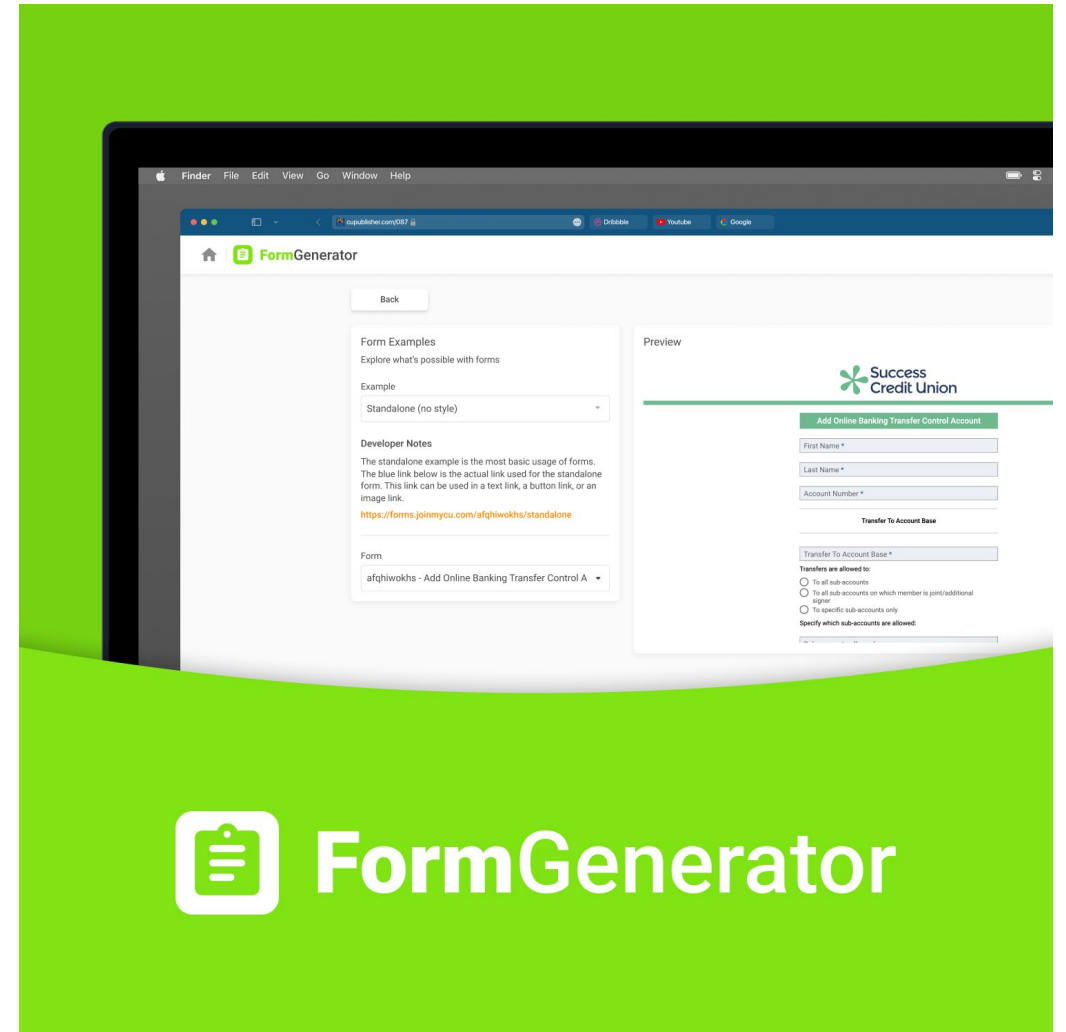 Finder File Edit View Go Window Help
cupublisher.com/087 Dribbble Youtube Google
FormGenerator
Back
Form Examples
Explore what's possible with forms
Example
Standalone (no style)
Developer Notes
The standalone example is the most basic usage of forms.
The blue link below is the actual link used for the standalone
form. This link can be used in a text link, a button link, or an
image link.
https://forms.joinmycu.com/afqhiwokhs/standalone
Form
afqhiwokhs - Add Online Banking Transfer Control A
Preview
Success
Credit Union
Add Online Banking Transfer Control Account
First Name *
Last Name *
Account Number *
Transfer To Account Base
Transfer To Account Base *
Transfers are allowed to:
To all sub-accounts
To all sub-accounts on which member is joint/additional
signer
To specific sub-accounts only
Specify which sub-accounts are allowed:
FormGenerator